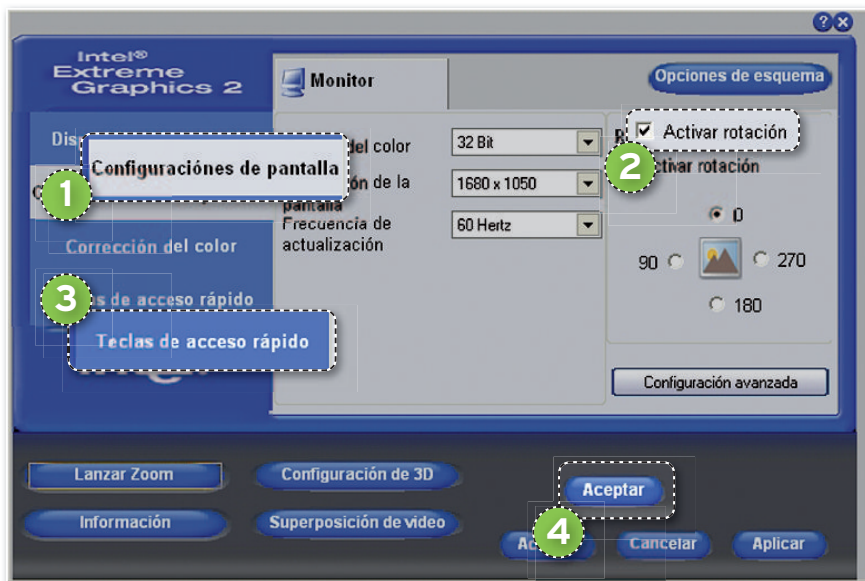 Intel®
Extreme
Graphics 2
Monitor
Opciones de esquema
Configuraciónes de
pantalla
1
Corrección del color
3
Teclas de acceso rápido
s de acceso rápido
del color
32 Bit
ón de la
pantalla
1680 x 1050
Frecuencia de
actualización
60 Hertz
Activar rotación
2
ctivar rotación
0
90
270
180
Configuración avanzada
Lanzar Zoom
Configuración de 3D
Aceptar
Información
Superposición de video
4
Cancelar
Aplicar